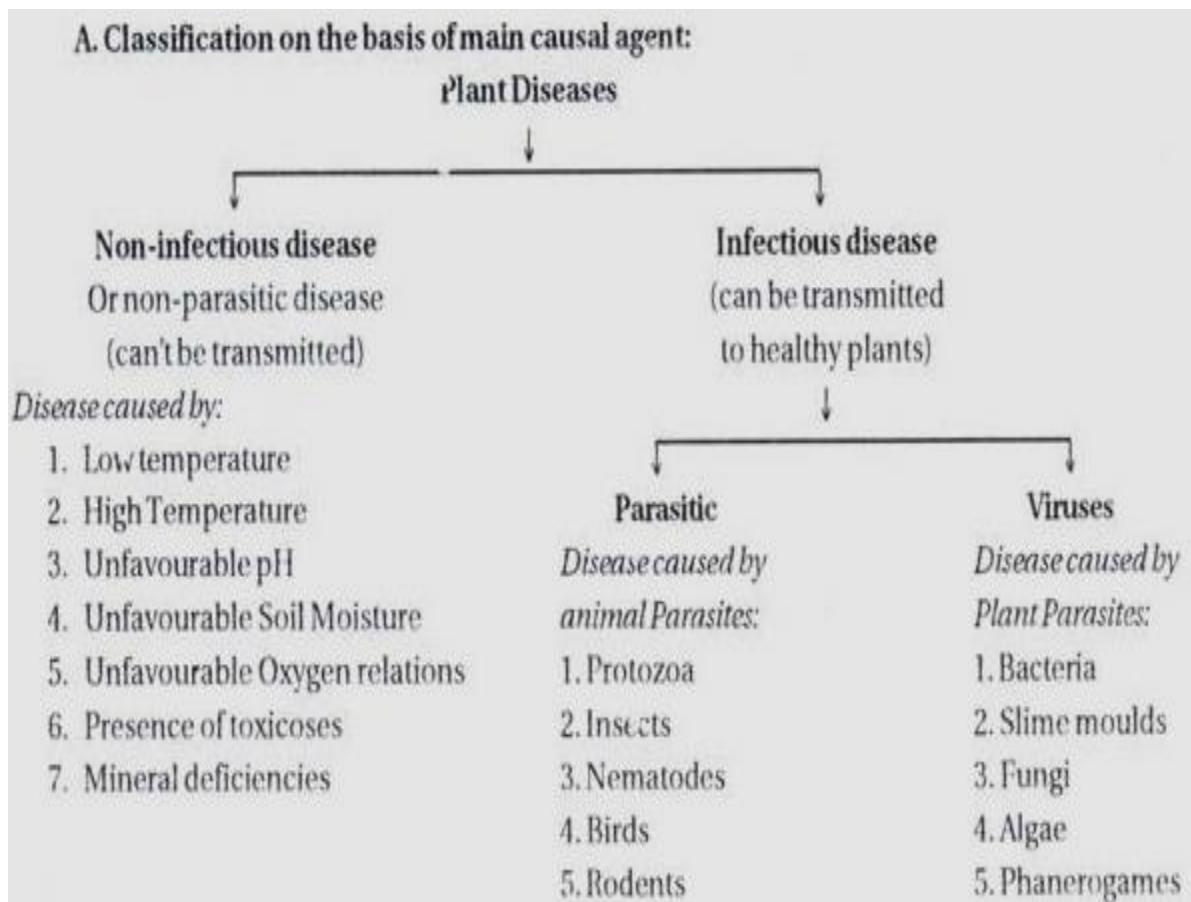 A. Classification on the basis of main causal agent:
Plant Diseases
Non-infectious disease
Or non-parasitic disease
(can't be transmitted)
Disease caused by:
1. Low temperature
2. High Temperature
3. Unfavourable pH
4. Unfavourable Soil Moisture
5. Unfavourable Oxygen relations
6. Presence of toxicoses
7. Mineral deficiencies
Infectious disease
(can be transmitted
to healthy plants)
Parasitic
Disease caused by
animal Parasites:
1. Protozoa
2. Insects
3. Nematodes
4. Birds
5. Rodents
Viruses
Disease caused by
Plant Parasites:
1. Bacteria
2. Slime moulds
3. Fungi
4. Algae
5. Phanerogames